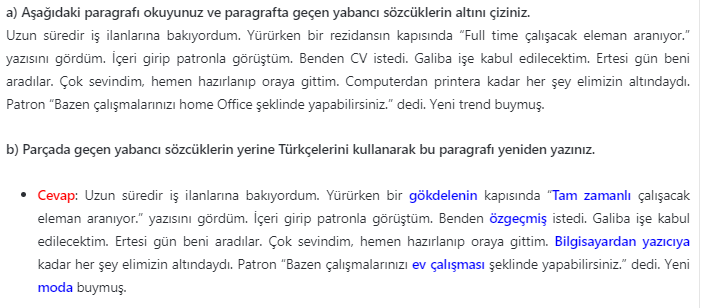 a) Aşağıdaki paragrafı okuyunuz ve paragrafta geçen yabancı sözcüklerin altını çiziniz.
Uzun süredir iş ilanlarına bakıyordum. Yürürken bir rezidansın kapısında “Full time çalışacak eleman aranıyor.”
yazısını gördüm. İçeri girip patronla görüştüm. Benden CV istedi. Galiba işe kabul edilecektim. Ertesi gün beni
aradılar. Çok sevindim, hemen hazırlanıp oraya gittim. Computerdan printera kadar her şey elimizin altındaydı.
Patron “Bazen çalışmalarınızı home Office şeklinde yapabilirsiniz.” dedi. Yeni trend buymuş.
b) Parçada geçen yabancı sözcüklerin yerine Türkçelerini kullanarak bu paragrafı yeniden yazınız.
• Cevap: Uzun süredir iş ilanlarına bakıyordum. Yürürken bir gökdelenin kapısında “Tam zamanlı çalışacak
eleman aranıyor.” yazısını gördüm. İçeri girip patronla görüştüm. Benden özgeçmiş istedi. Galiba işe kabul
edilecektim. Ertesi gün beni aradılar. Çok sevindim, hemen hazırlanıp oraya gittim. Bilgisayardan yazıcıya
kadar her şey elimizin altındaydı. Patron “Bazen çalışmalarınızı ev çalışması şeklinde yapabilirsiniz.” dedi. Yeni
moda buymuş.